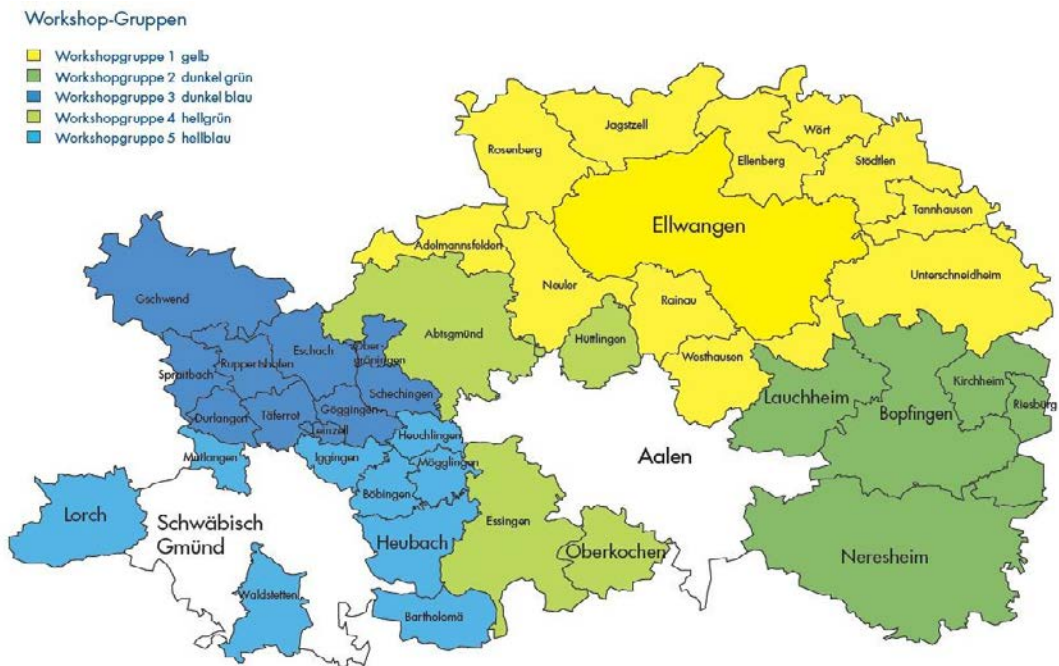 Workshop-Gruppen
Workshopgruppe 1 gelb
Workshopgruppe 2 dunkel grün
Workshopgruppe 3 dunkel blau
Workshopgruppe 4 hellgrün
Workshopgruppe 5 hellblau
Jagstzell
Wört
Rosenberg
Ellenberg
Stödtlen
Tannhausen
Ellwangen
Adelmannsfelden
Unterschneidheim
Neuler
Rainau
Gschwend
Abtsgmünd
Hüttlingen
Eschach
Ober-
gröningen
Westhausen
Ruppertshofen
Spraitbach
Kirchheim
Schechingen
Lauchheim
Riesbürg
Bopfingen
Durlangen
Täferrot
Göggingen
Leinzell
Heuchlingen
Mutlangen
Iggingen
Mögglingen
Aalen
Böbingen
Lorch
Schwäbisch
Gmünd
Essingen
Heubach
Oberkochen
Neresheim
Waldstetten
Bartholomä